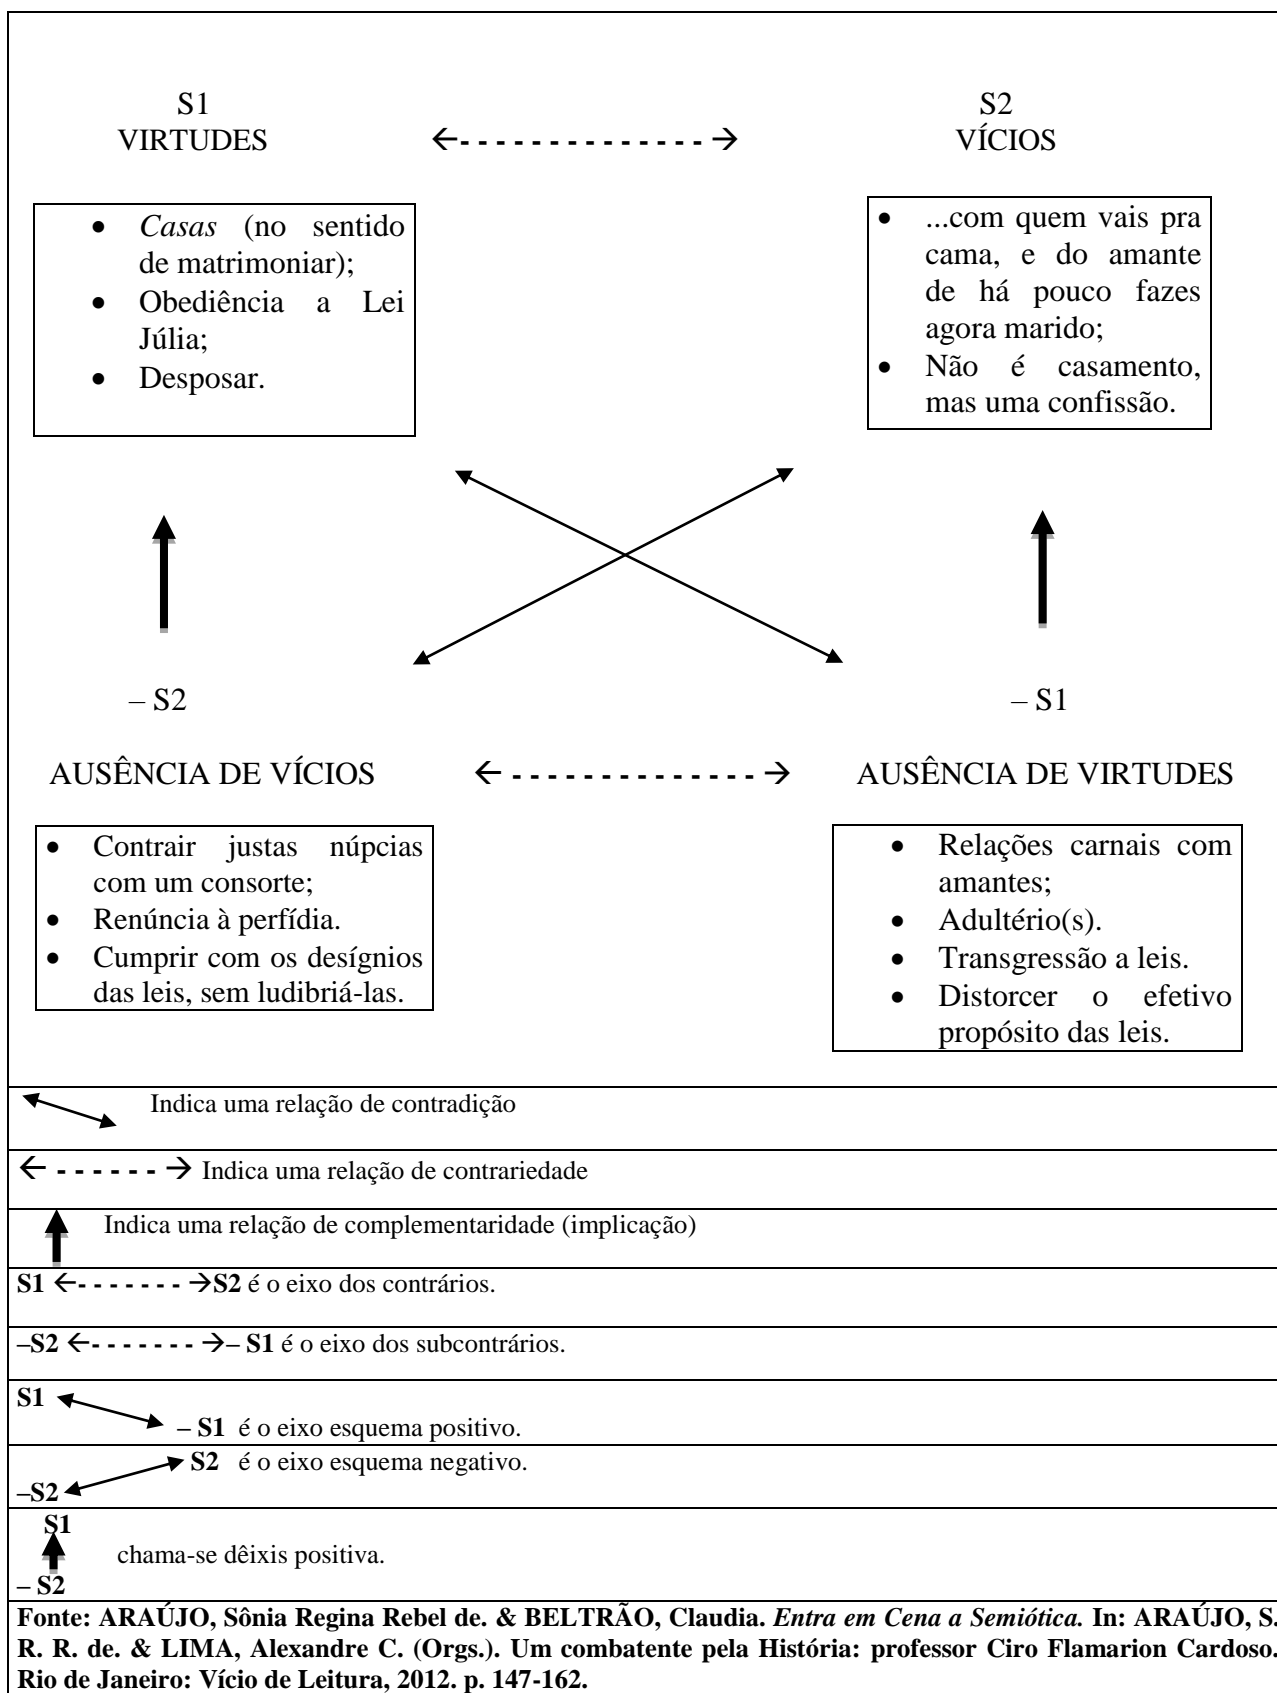 S1
VIRTUDES
S2
VÍCIOS
← - - - - - - - - - - - - - - →
• Casas (no sentido
de matrimoniar);
• Obediência a Lei
Júlia;
• Desposar.
• ...com quem vais pra
cama, e do amante
de há pouco fazes
agora marido;
• Não é casamento,
mas uma confissão.
– S2
– S1
AUSÊNCIA DE VÍCIOS ← - - - - - - - - - - - - - - → AUSÊNCIA DE VIRTUDES
• Contrair justas núpcias
com um consorte;
• Renúncia à perfídia.
• Cumprir com os desígnios
das leis, sem ludibriá-las.
• Relações carnais com
amantes;
• Adultério(s).
• Transgressão a leis.
• Distorcer o efetivo
propósito das leis.
Indica uma relação de contradição
← - - - - - - → Indica uma relação de contrariedade
Indica uma relação de complementaridade (implicação)
S1 ←- - - - - - - →S2 é o eixo dos contrários.
–S2 ←- - - - - - - →– S1 é o eixo dos subcontrários.
S1
– S1 é o eixo esquema positivo.
S2 é o eixo esquema negativo.
–S2
S1
chama-se dêixis positiva.
– S2
Fonte: ARAÚJO, Sônia Regina Rebel de. & BELTRÃO, Claudia. Entra em Cena a Semiótica. In: ARAÚJO, S.
R. R. de. & LIMA, Alexandre C. (Orgs.). Um combatente pela História: professor Ciro Flamarion Cardoso.
Rio de Janeiro: Vício de Leitura, 2012. p. 147-162.